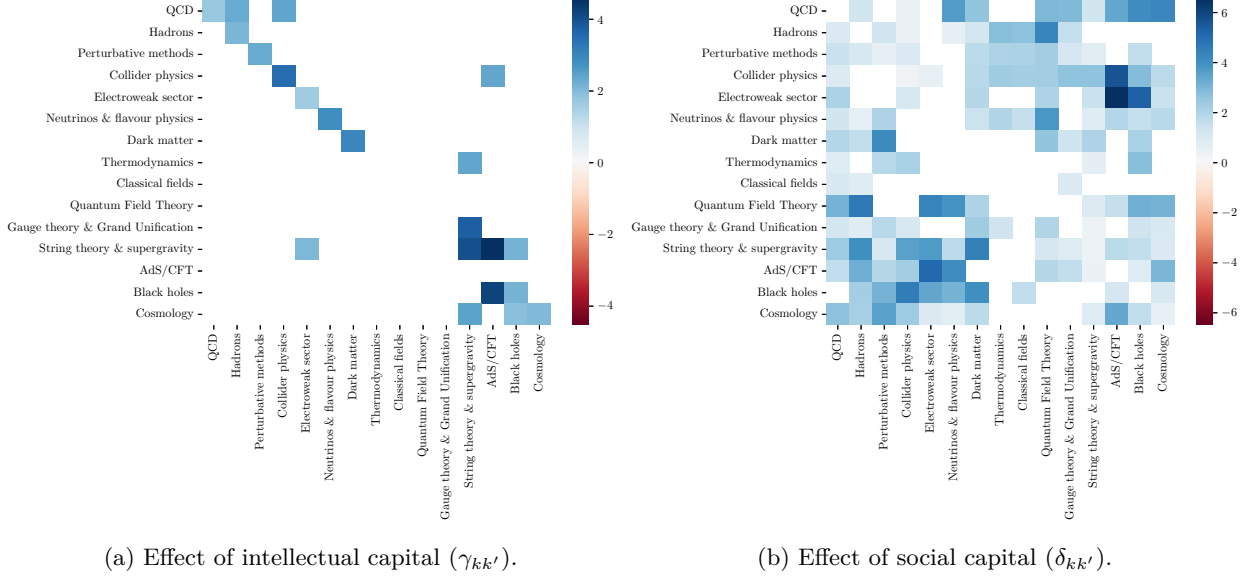 QCD
Hadrons
Perturbative methods
Collider physics
Electroweak sector
Neutrinos & flavour physics
Dark matter
Thermodynamics
Classical fields
Quantum Field Theory
Gauge theory & Grand Unification
String theory & supergravity
AdS/CFT
Black holes
Cosmology
QCD
Hadrons
Perturbative methods
Collider physics
Electroweak sector
Neutrinos & flavour physics
Dark matter
Thermodynamics
Classical fields
Quantum Field Theory
Gauge theory & Grand Unification
String theory & supergravity
AdS/CFT
Black holes
Cosmology
4
2
0
−2
−4
(a) Effect of intellectual capital (γkk′).
QCD
Hadrons
Perturbative methods
Collider physics
Electroweak sector
Neutrinos & flavour physics
Dark matter
Thermodynamics
Classical fields
Quantum Field Theory
Gauge theory & Grand Unification
String theory & supergravity
AdS/CFT
Black holes
Cosmology
QCD
Hadrons
Perturbative methods
Collider physics
Electroweak sector
Neutrinos & flavour physics
Dark matter
Thermodynamics
Classical fields
Quantum Field Theory
Gauge theory & Grand Unification
String theory & supergravity
AdS/CFT
Black holes
Cosmology
6
4
2
0
−2
−4
−6
(b) Effect of social capital (δkk′).